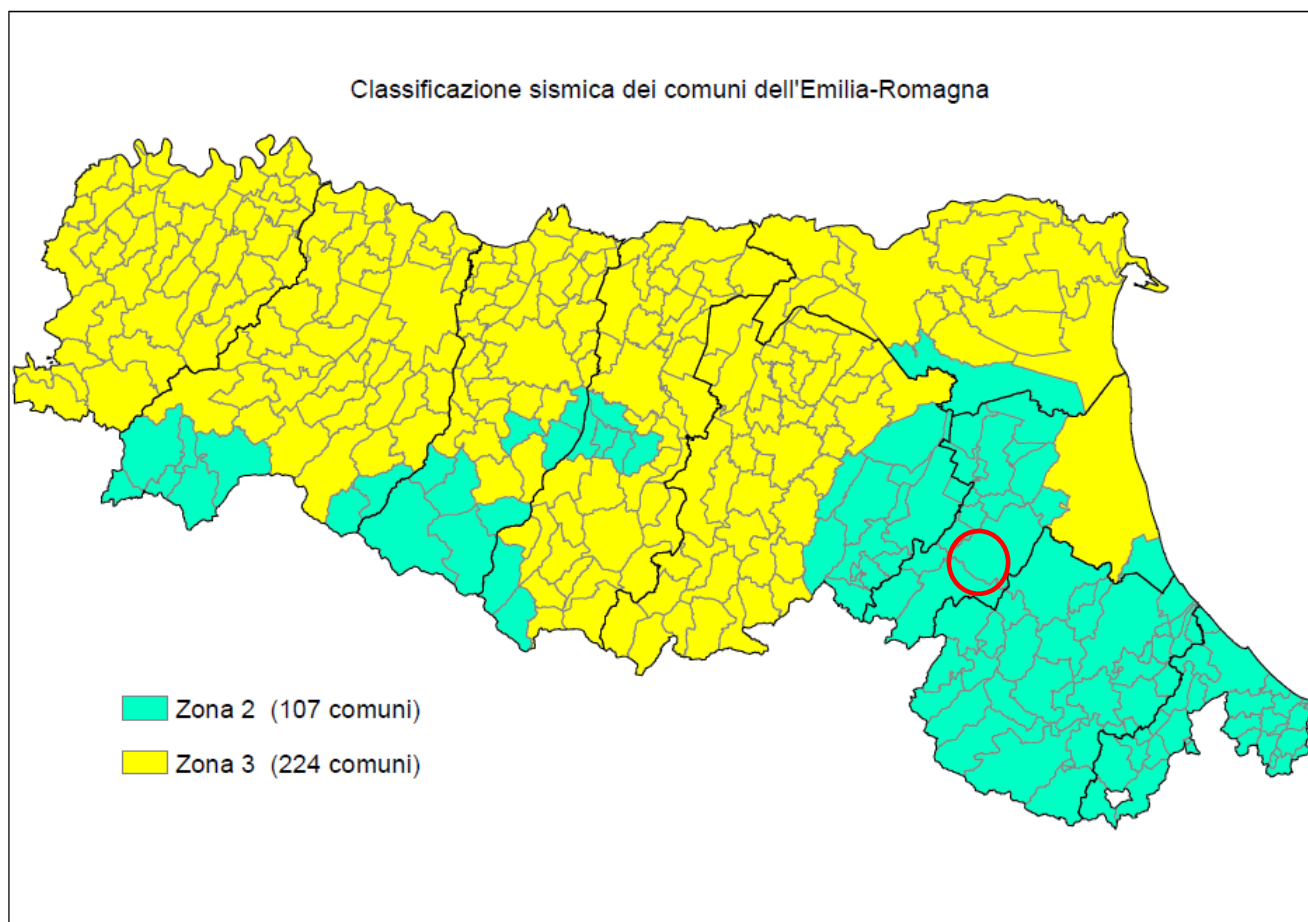 Classificazione sismica dei comuni dell'Emilia-Romagna
Zona 2 (107 comuni)
Zona 3 (224 comuni)